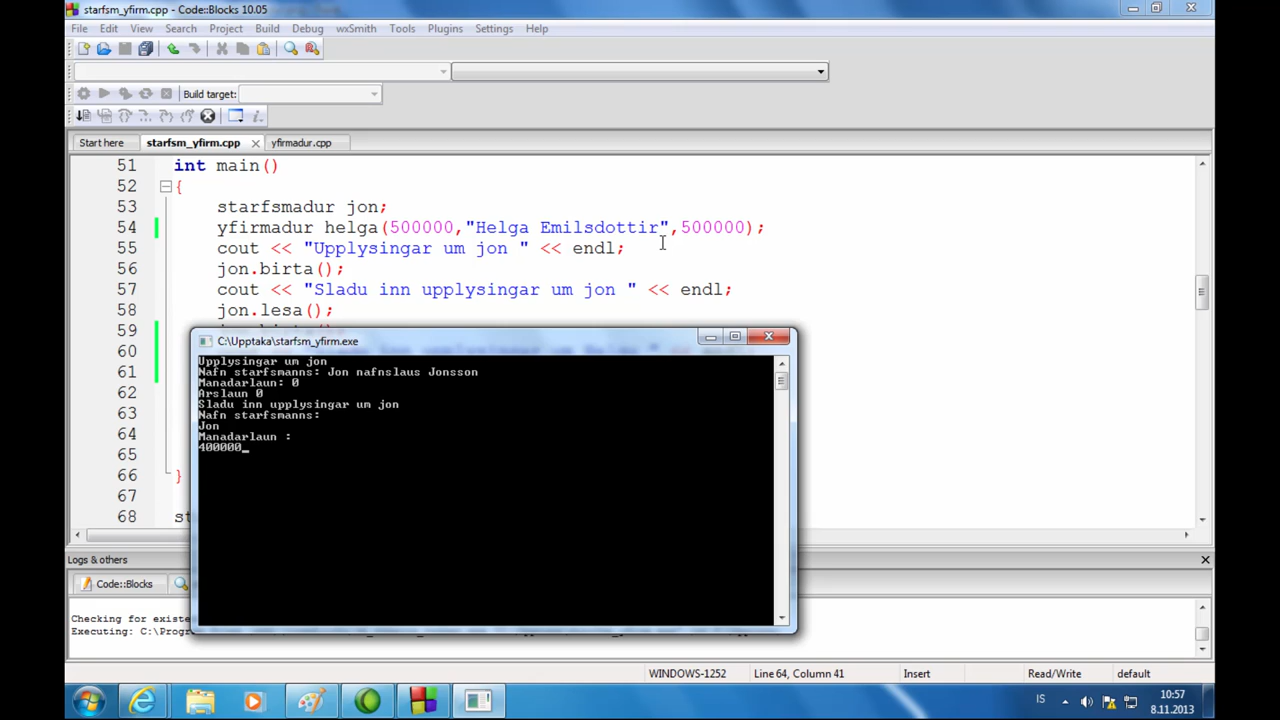 starfsm_yfirm.cpp - Code::Blocks 10.05
File Edit View Search Project Build Debug wxSmith Tools Plugins Settings Help
Build target:
Start here starfsm_yfirm.cpp yfirmadur.cpp
51 int main()
52 {
53 starfsmadur jon;
54 yfirmadur helga(500000,"Helga Emilsdottir",500000);
55 cout << "Upplysingar um jon " << endl;
56 jon.birta();
57 cout << "Sladu inn upplysingar um jon " << endl;
58 jon.lesa();
59
60
61
62
63
64
65
66 }
67
68 st
C:\Upptaka\starfsm_yfirm.exe
Upplysingar um jon
Nafn starfsmanns: Jon nafnslaus Jonsson
Manadarlaun: 0
Arslaun 0
Sladu inn upplysingar um jon
Nafn starfsmanns:
Jon
Manadarlaun :
400000_
Logs & others
Code::Blocks
Checking for existe
Executing: C:\Progr
WINDOWS-1252 Line 64, Column 41 Insert Read/Write default
IS 10:57
8.11.2013